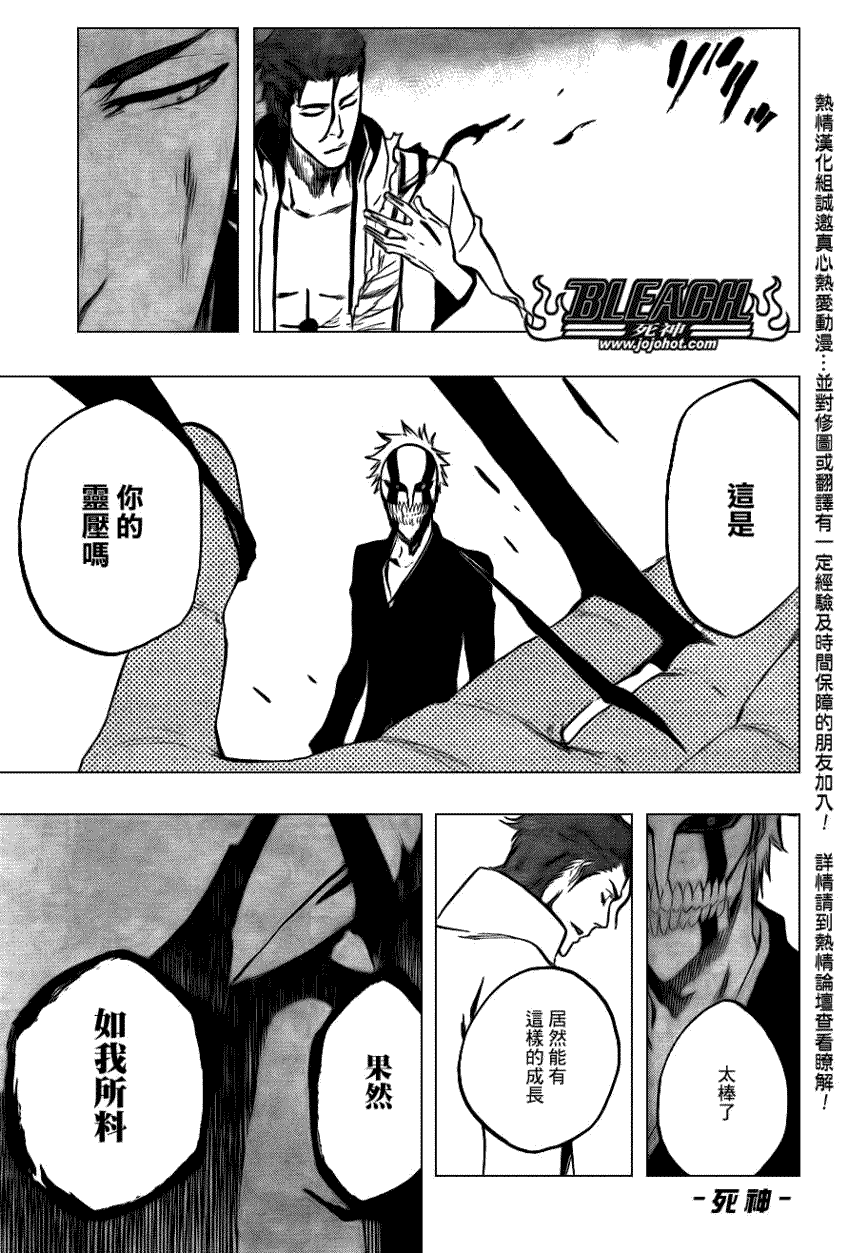 BLEACH
死神
www.jojohot.com
這是
你的
靈壓嗎
太棒了
居然能有
這樣的成長
果然
如我所料
-死神-
熱情漢化組誠邀真心熱愛動漫…並對修圖或翻譯有一定經驗及時間保障的朋友加入！ 詳情請到熱情論壇查看瞭解！